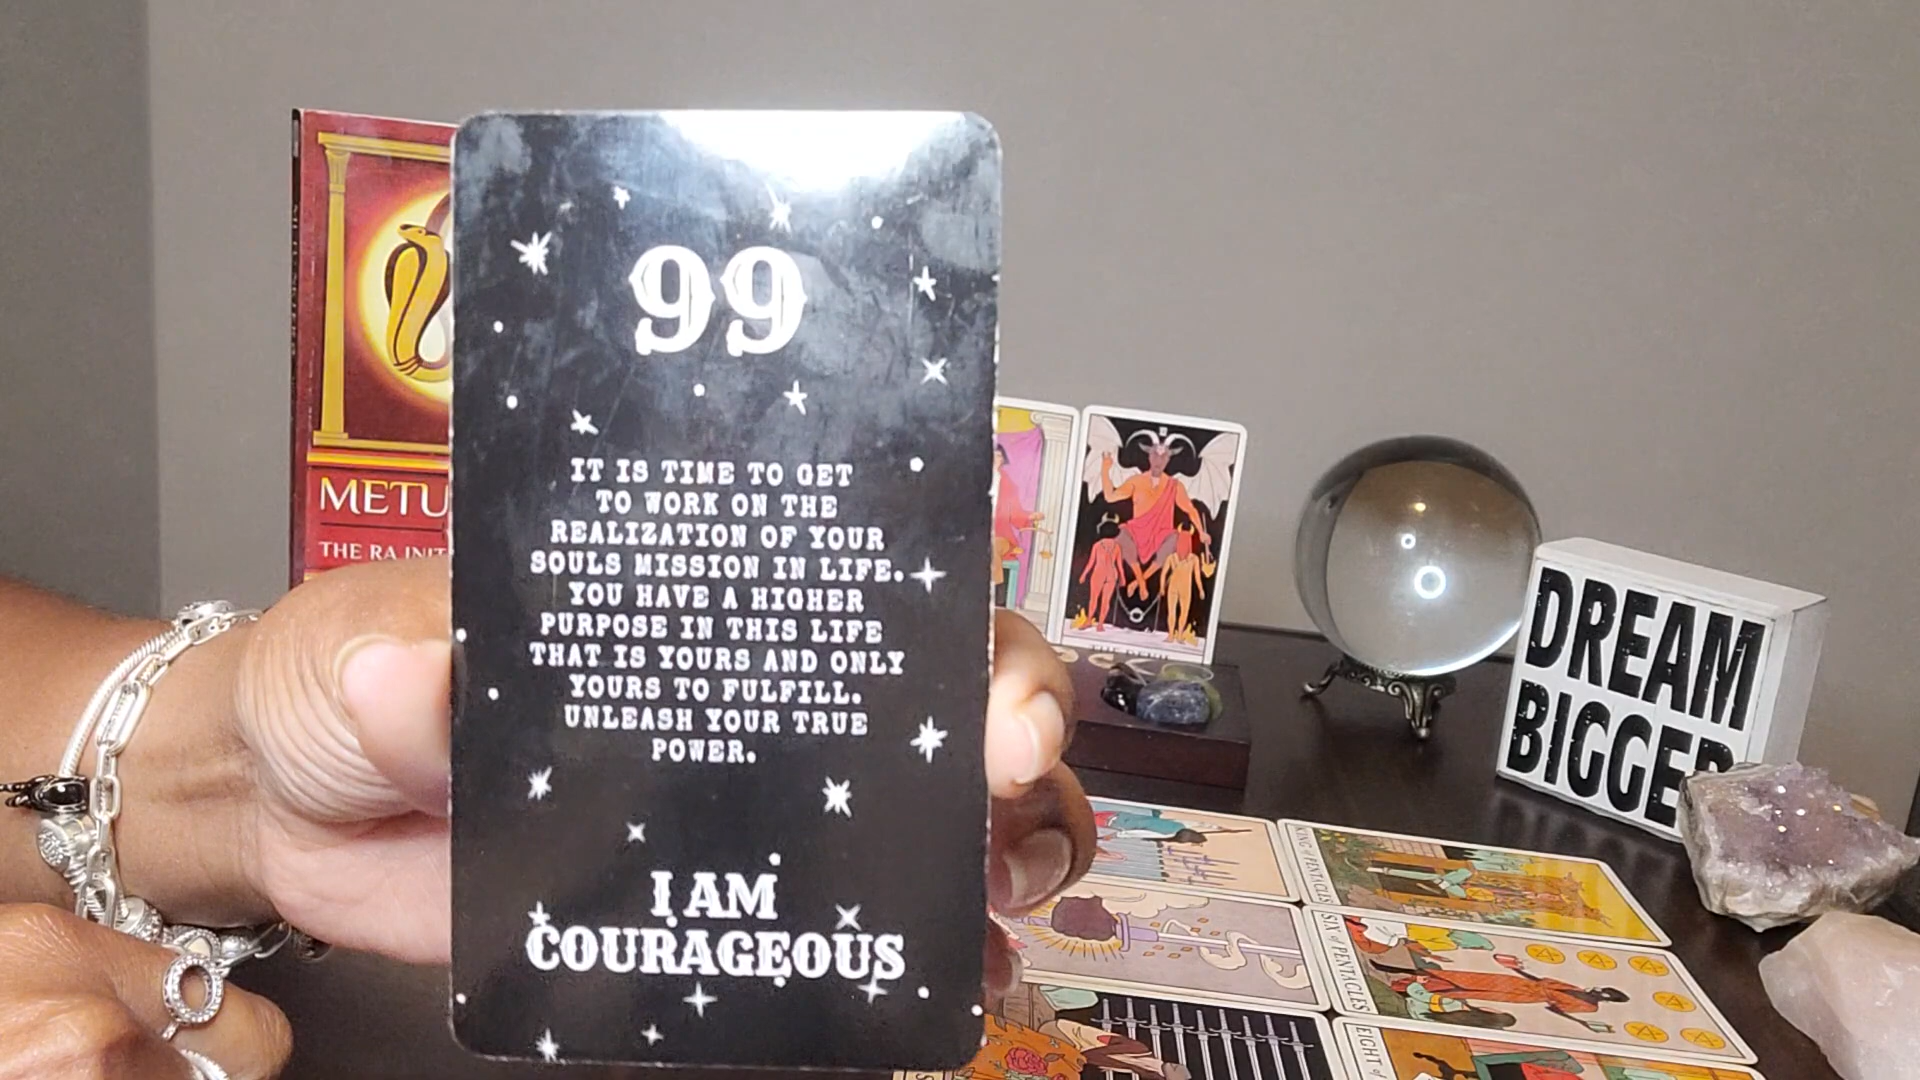 99
IT IS TIME TO GET
TO WORK ON THE
REALIZATION OF YOUR
SOULS MISSION IN LIFE.
YOU HAVE A HIGHER
PURPOSE IN THIS LIFE
THAT IS YOURS AND ONLY
YOURS TO FULFILL.
UNLEASH YOUR TRUE
POWER.
I AM
COURAGEOUS
METU
THE RA INIT
DREAM
BIGGER
KING of PENTACLES
SIX of PENTACLES
EIGHT of